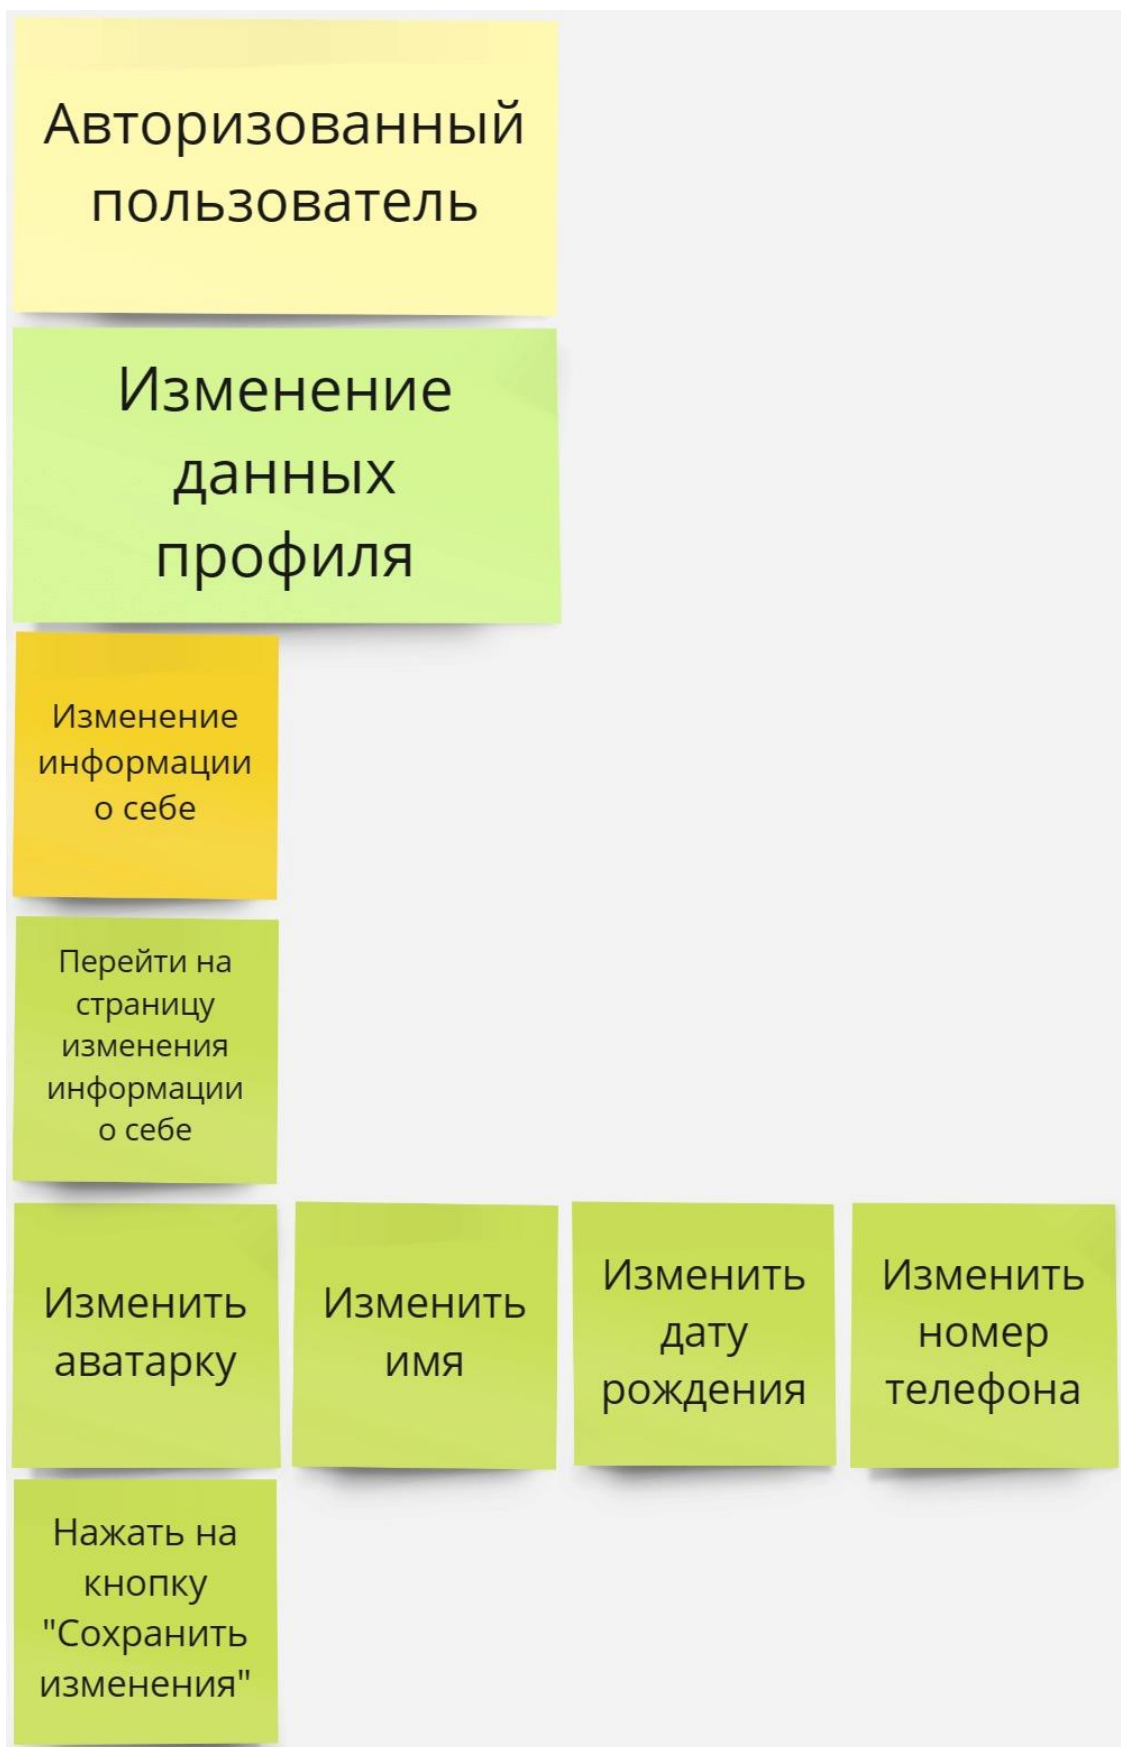 Авторизованный
пользователь
Изменение
данных
профиля
Изменение
информации
о себе
Перейти на
страницу
изменения
информации
о себе
Изменить
аватарку
Изменить
имя
Изменить
дату
рождения
Изменить
номер
телефона
Нажать на
кнопку
"Сохранить
изменения"